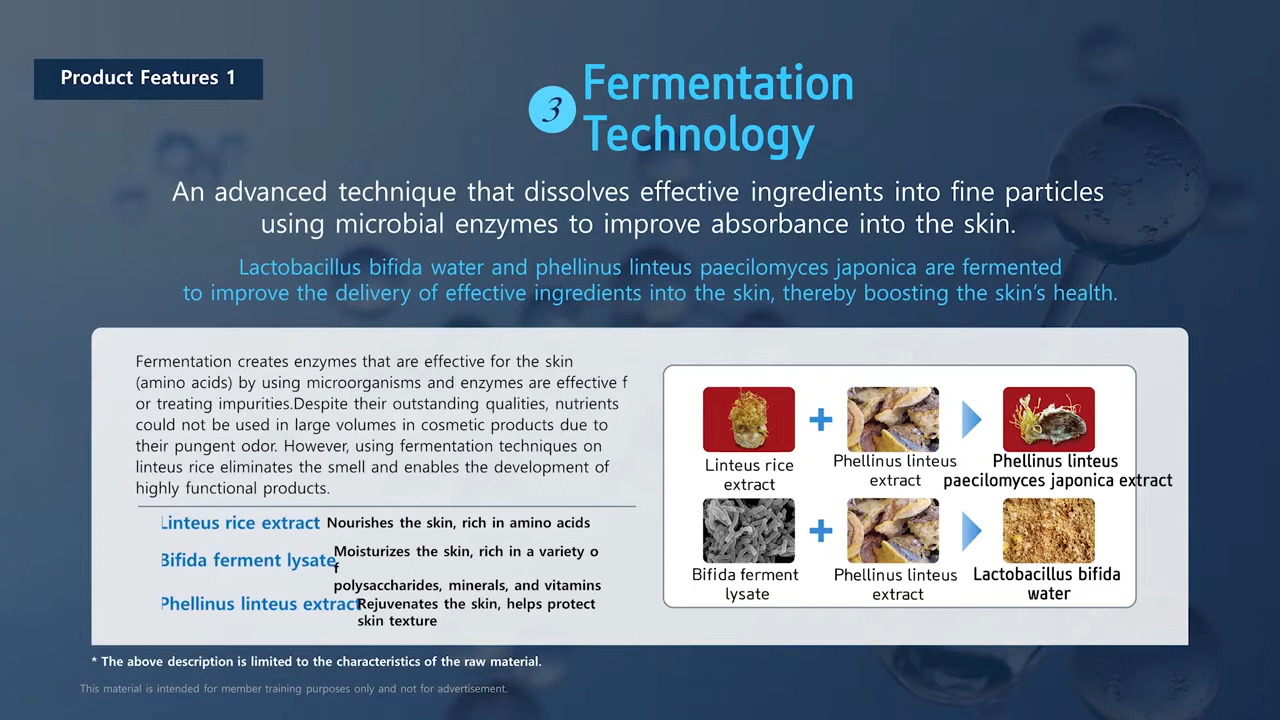 Product Features 1
3
Fermentation
Technology
An advanced technique that dissolves effective ingredients into fine particles
using microbial enzymes to improve absorbance into the skin.
Lactobacillus bifida water and phellinus linteus paecilomyces japonica are fermented
to improve the delivery of effective ingredients into the skin, thereby boosting the skin's health.
Fermentation creates enzymes that are effective for the skin
(amino acids) by using microorganisms and enzymes are effective f
or treating impurities.Despite their outstanding qualities, nutrients
could not be used in large volumes in cosmetic products due to
their pungent odor. However, using fermentation techniques on
linteus rice eliminates the smell and enables the development of
highly functional products.
Linteus rice extract Nourishes the skin, rich in amino acids
Bifida ferment lysate Moisturizes the skin, rich in a variety o
f
polysaccharides, minerals, and vitamins
Phellinus linteus extract Rejuvenates the skin, helps protect
skin texture
Linteus rice
extract
+
Phellinus linteus
extract
Phellinus linteus
paecilomyces japonica extract
Bifida ferment
lysate
+
Phellinus linteus
extract
Lactobacillus bifida
water
* The above description is limited to the characteristics of the raw material.
This material is intended for member training purposes only and not for advertisement.